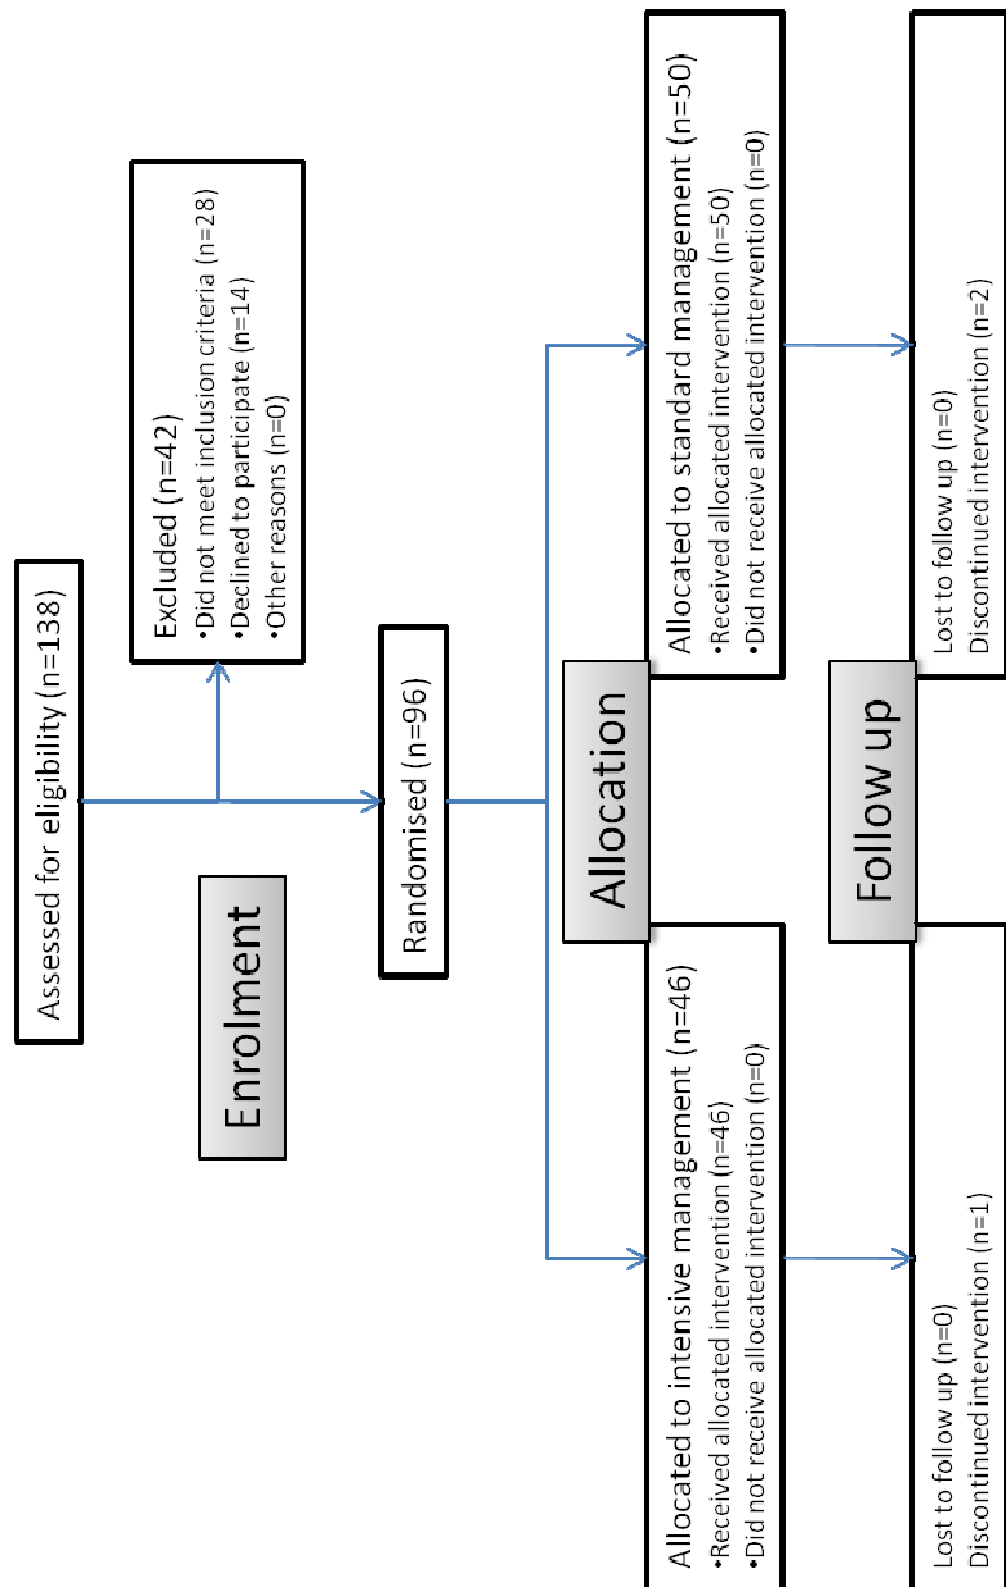 Assessed for eligibility (n=138)
Enrolment
Excluded (n=42)
•Did not meet inclusion criteria (n=28)
•Declined to participate (n=14)
•Other reasons (n=0)
Randomised (n=96)
Allocation
Allocated to intensive management (n=46)
•Received allocated intervention (n=46)
•Did not receive allocated intervention (n=0)
Allocated to standard management (n=50)
•Received allocated intervention (n=50)
•Did not receive allocated intervention (n=0)
Follow up
Lost to follow up (n=0)
Discontinued intervention (n=1)
Lost to follow up (n=0)
Discontinued intervention (n=2)